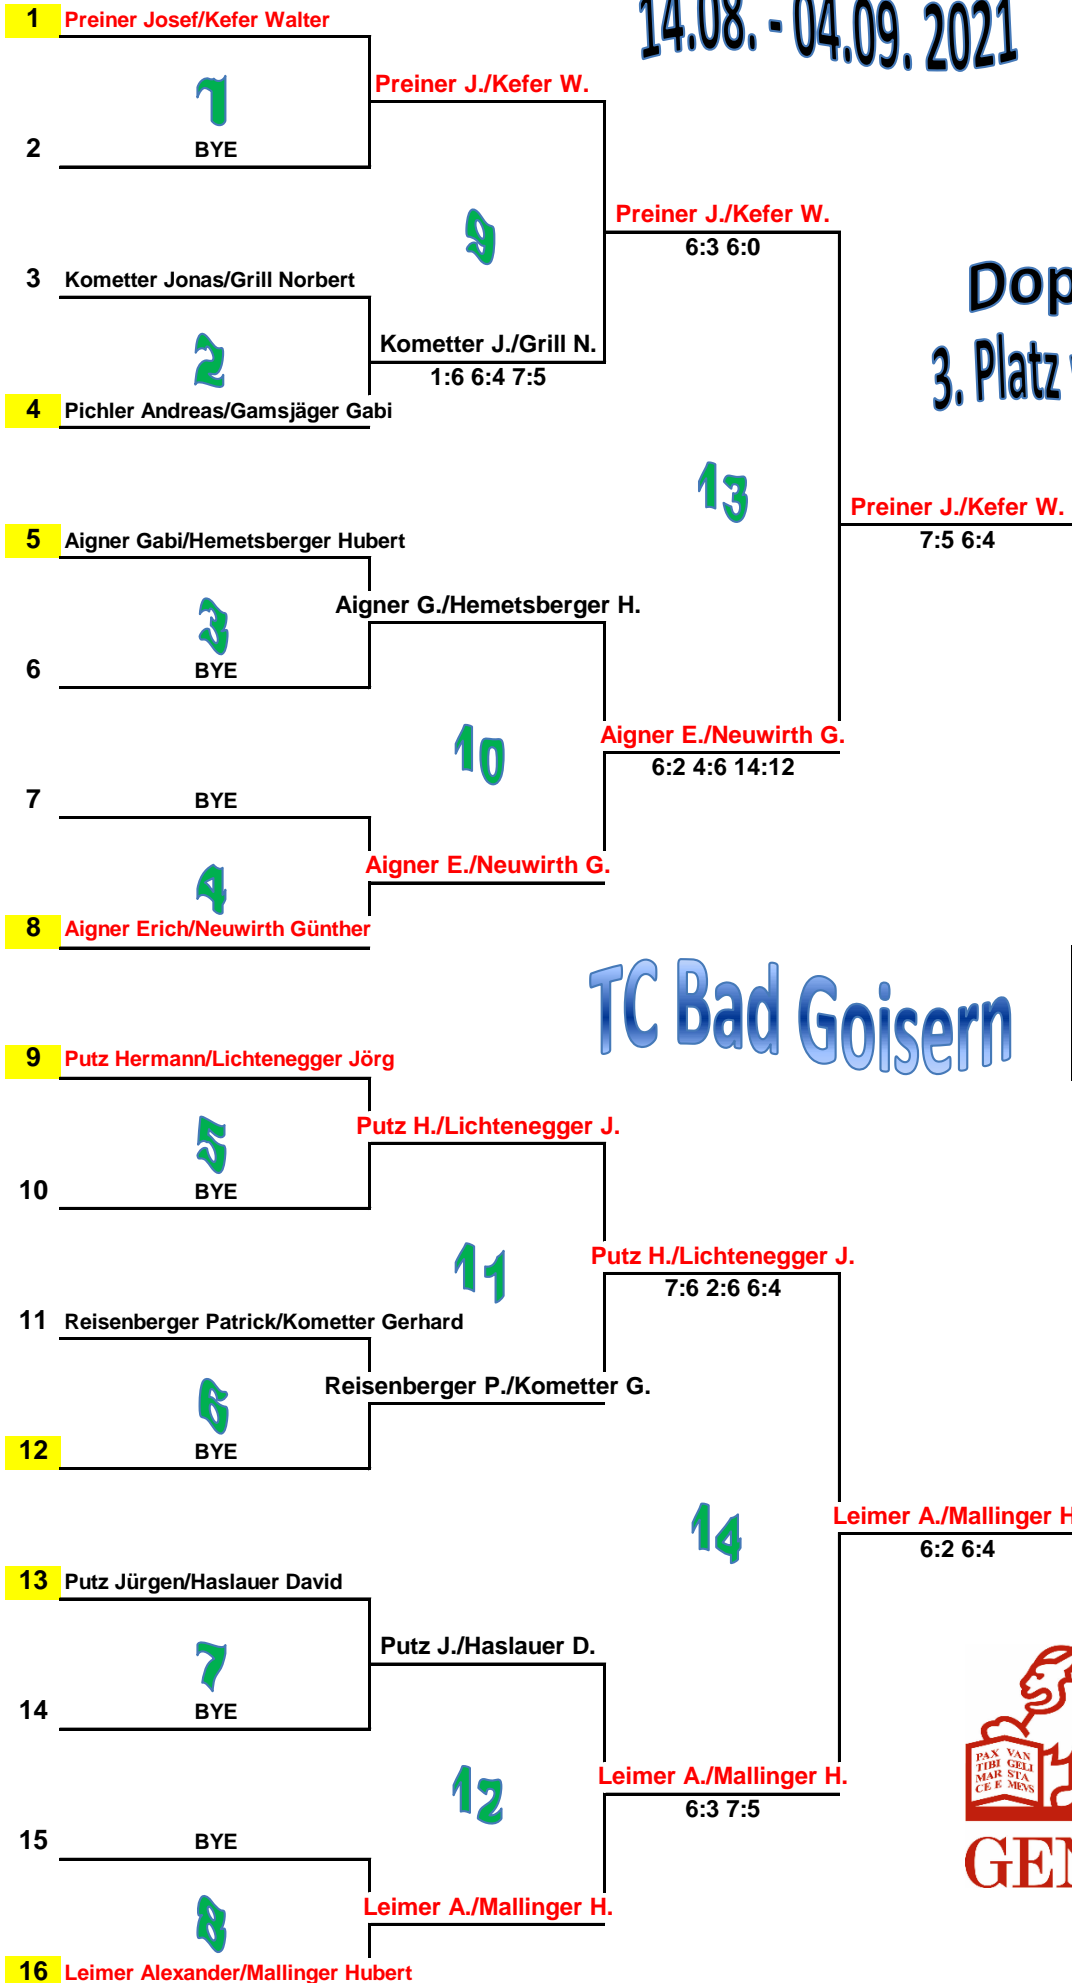 14.08. - 04.09. 2021
1 Preiner Josef/Kefer Walter
1
Preiner J./Kefer W.
2 BYE
9
Preiner J./Kefer W.
6:3 6:0
3 Kometter Jonas/Grill Norbert
2
Kometter J./Grill N.
1:6 6:4 7:5
3. Platz
4 Pichler Andreas/Gamsjäger Gabi
13
Preiner J./Kefer W.
7:5 6:4
5 Aigner Gabi/Hemetsberger Hubert
3
Aigner G./Hemetsberger H.
6 BYE
10
Aigner E./Neuwirth G.
6:2 4:6 14:12
7 BYE
4
Aigner E./Neuwirth G.
8 Aigner Erich/Neuwirth Günther
TC Bad Goisern
9 Putz Hermann/Lichtenegger Jörg
5
Putz H./Lichtenegger J.
10 BYE
11
Putz H./Lichtenegger J.
7:6 2:6 6:4
11 Reisenberger Patrick/Kometter Gerhard
6
Reisenberger P./Kometter G.
12 BYE
14
Leimer A./Mallinger H
6:2 6:4
13 Putz Jürgen/Haslauer David
7
Putz J./Haslauer D.
14 BYE
12
Leimer A./Mallinger H.
6:3 7:5
PAX VAN
TIBI GELI
MAR STA
CE E MEVS
15 BYE
8
Leimer A./Mallinger H.
16 Leimer Alexander/Mallinger Hubert